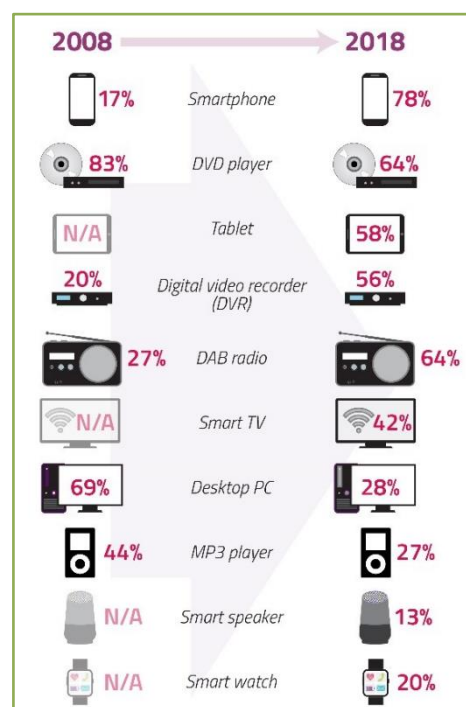 2008 2018
17% Smartphone 78%
83% DVD player 64%
N/A Tablet 58%
20% Digital video recorder 56%
(DVR)
27% DAB radio 64%
N/A Smart TV 42%
69% Desktop PC 28%
44% MP3 player 27%
N/A Smart speaker 13%
N/A Smart watch 20%